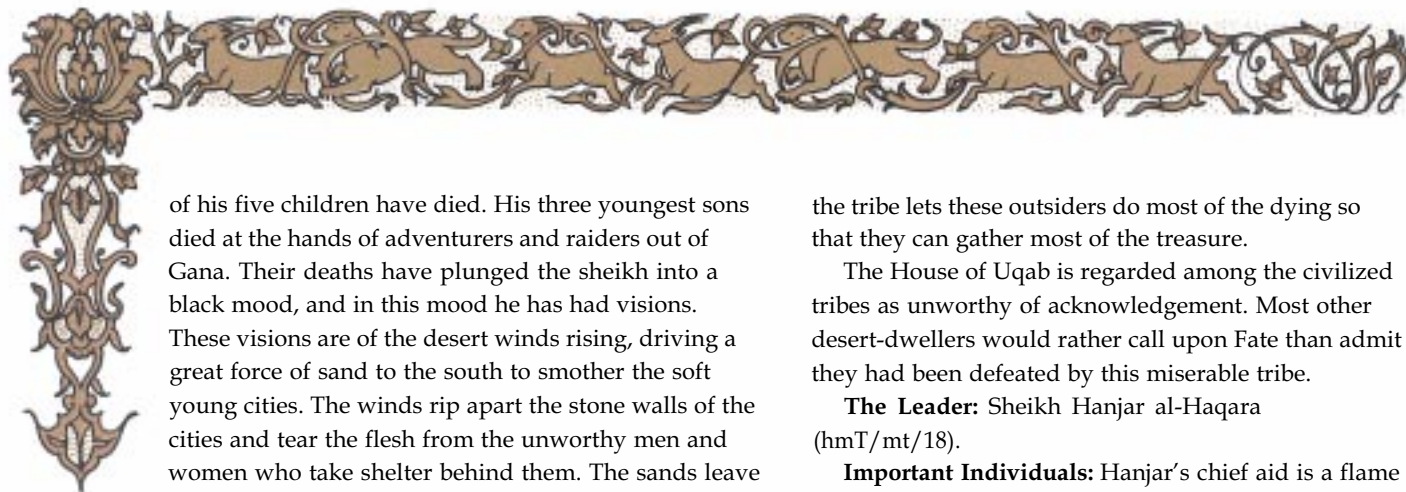 of his five children have died. His three youngest sons
died at the hands of adventurers and raiders out of
Gana. Their deaths have plunged the sheikh into a
black mood, and in this mood he has had visions.
These visions are of the desert winds rising, driving a
great force of sand to the south to smother the soft
young cities. The winds rip apart the stone walls of the
cities and tear the flesh from the unworthy men and
women who take shelter behind them. The sands leave
the tribe lets these outsiders do most of the dying so
that they can gather most of the treasure.
The House of Uqab is regarded among the civilized
tribes as unworthy of acknowledgement. Most other
desert-dwellers would rather call upon Fate than admit
they had been defeated by this miserable tribe.
The Leader: Sheikh Hanjar al-Haqara
(hmT/mt/18).
Important Individuals: Hanjar’s chief aid is a flame